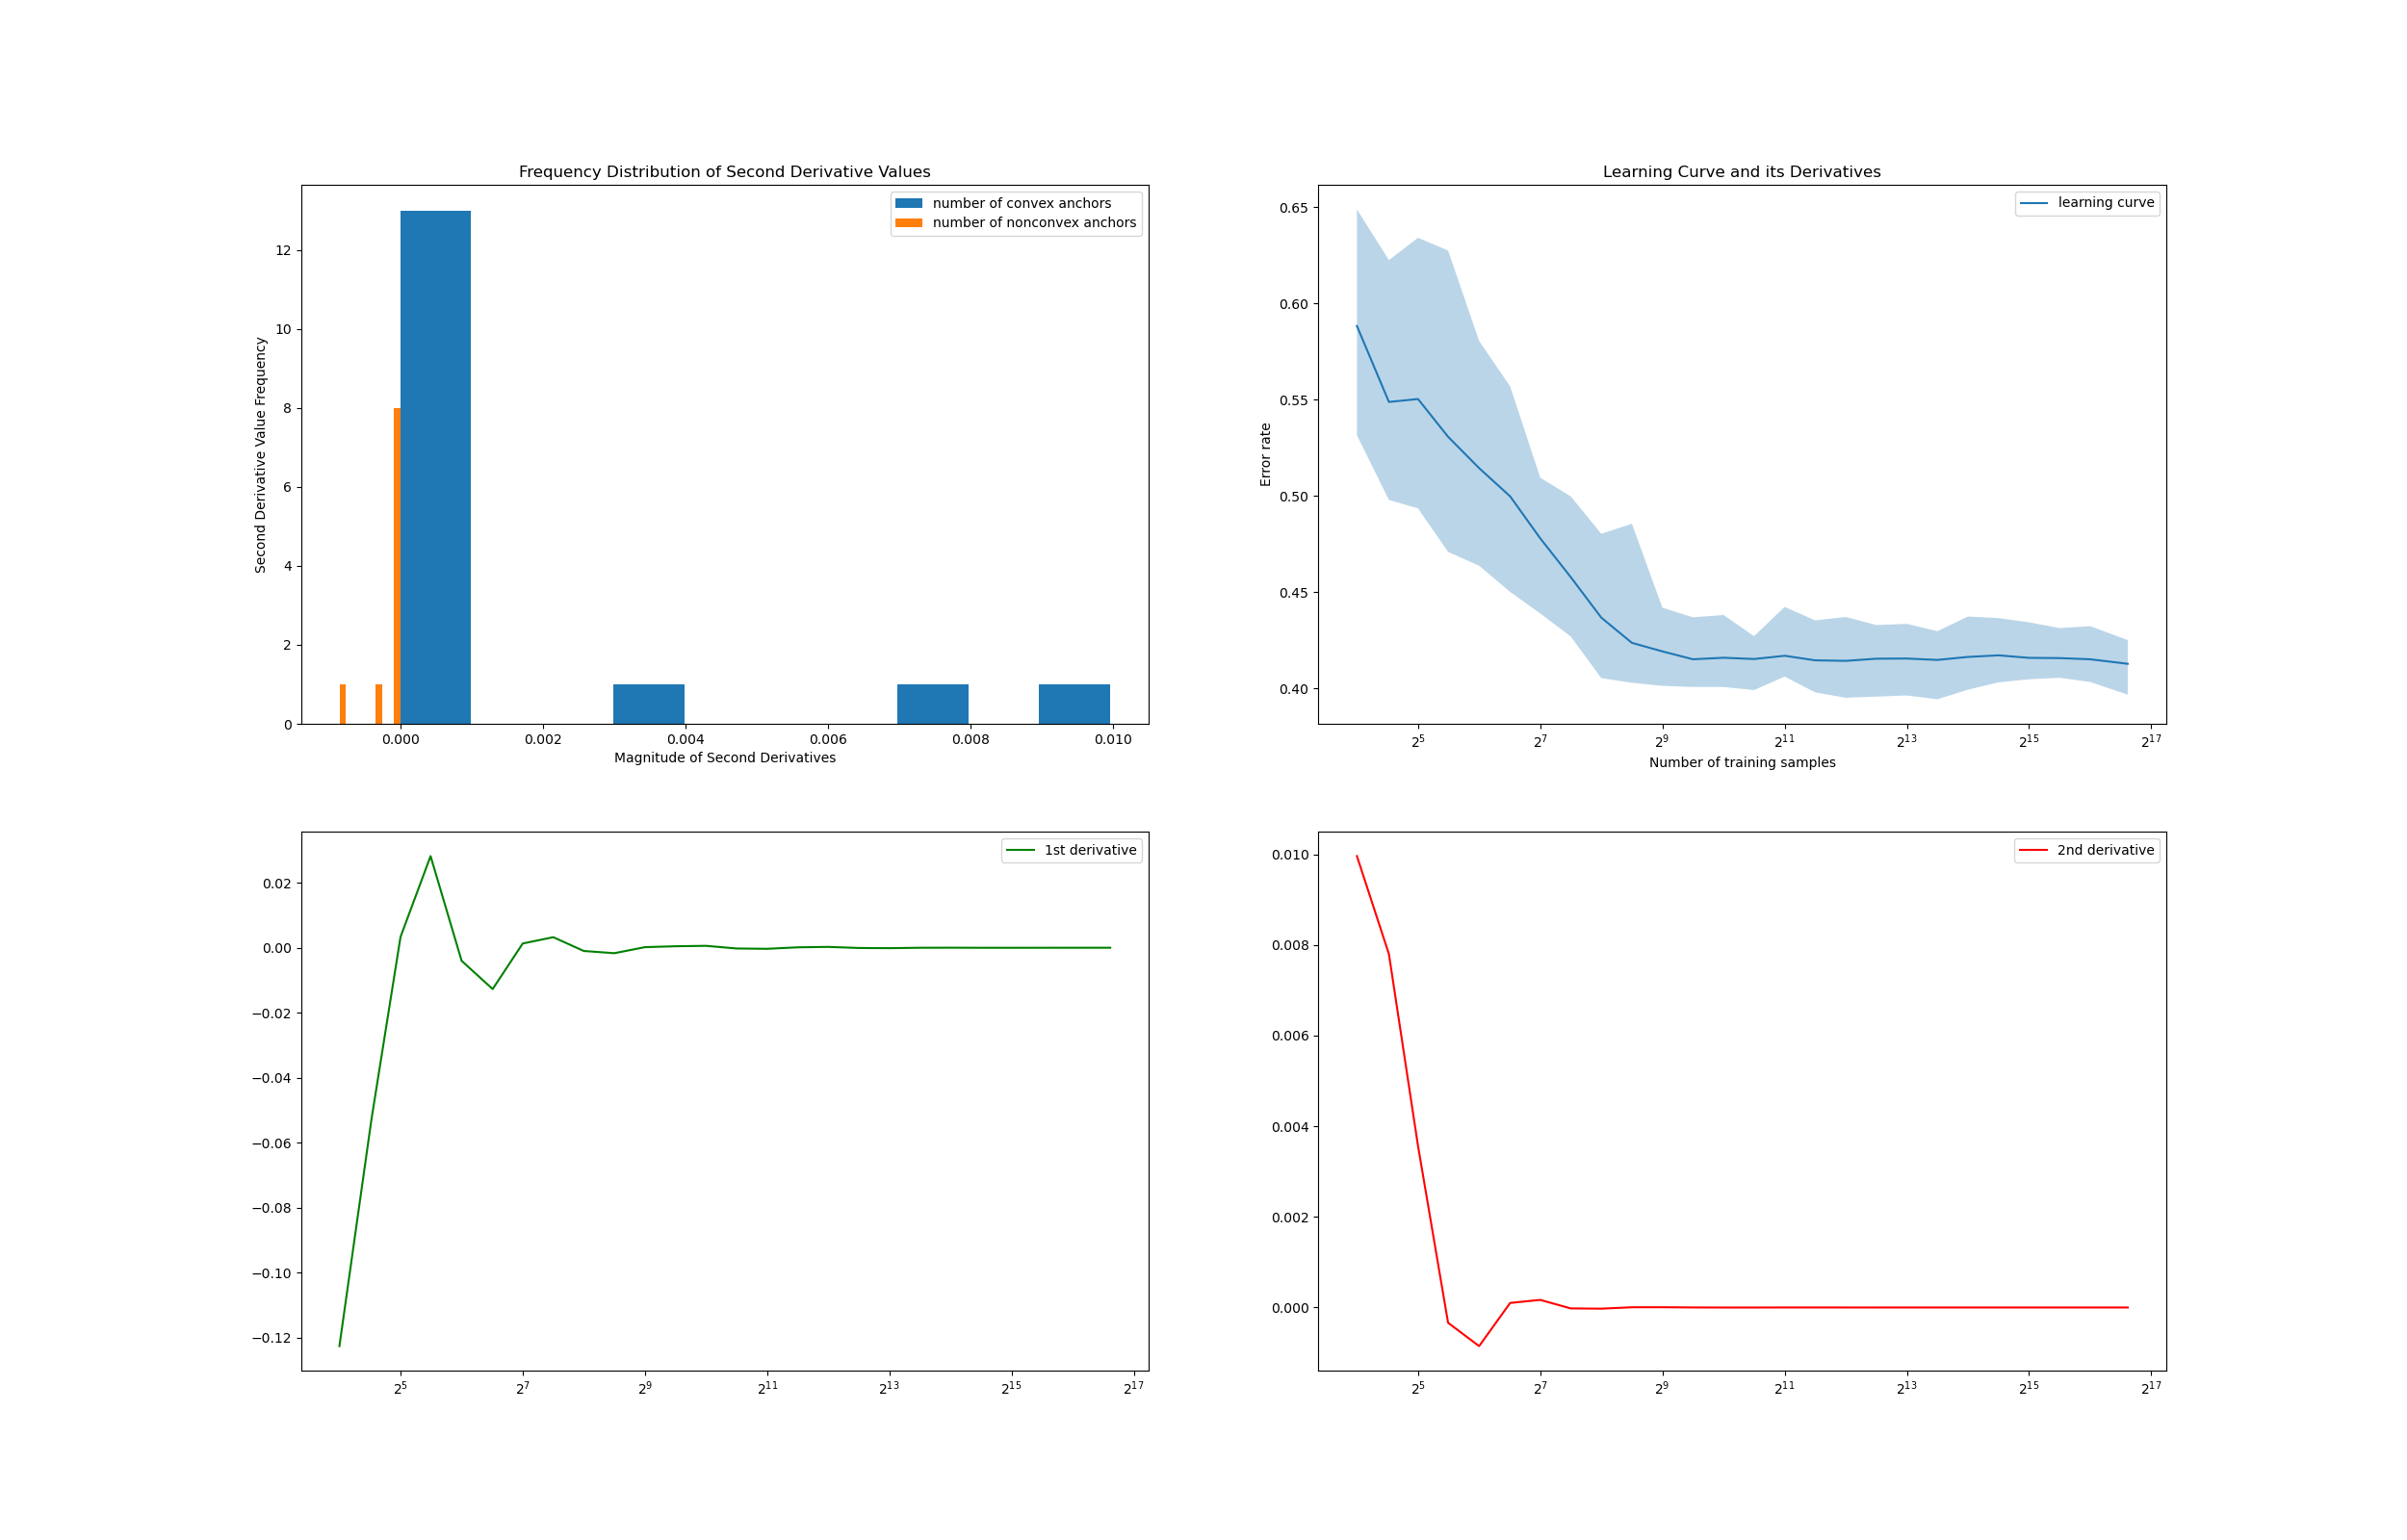 Frequency Distribution of Second Derivative Values
number of convex anchors
number of nonconvex anchors
Second Derivative Value Frequency
12
10
8
6
4
2
0
0.000 0.002 0.004 0.006 0.008 0.010
Magnitude of Second Derivatives
Learning Curve and its Derivatives
learning curve
Error rate
0.65
0.60
0.55
0.50
0.45
0.40
2^5 2^7 2^9 2^11 2^13 2^15 2^17
Number of training samples
1st derivative
0.02
0.00
−0.02
−0.04
−0.06
−0.08
−0.10
−0.12
2^5 2^7 2^9 2^11 2^13 2^15 2^17
2nd derivative
0.010
0.008
0.006
0.004
0.002
0.000
2^5 2^7 2^9 2^11 2^13 2^15 2^17